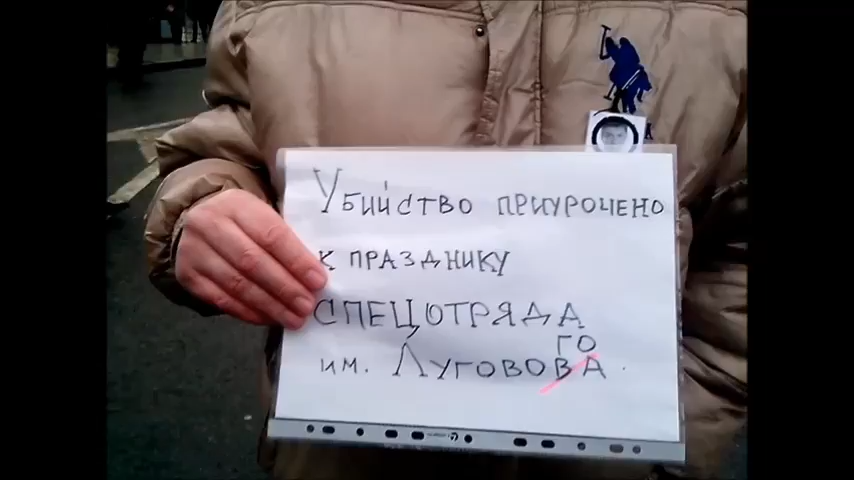 Убийство приурочено
к празднику
спецотряда
го
им. Луговова.